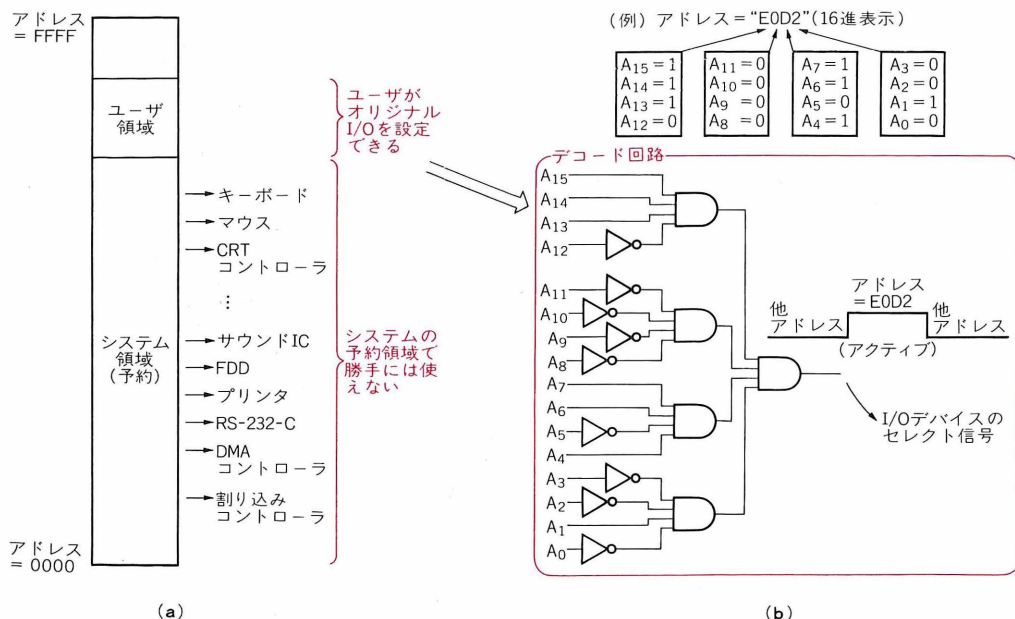 アドレス
= FFFF
ユーザ
領域
ユーザが
オリジナル
I/Oを設定
できる
システム
領域
(予約)
→キーボード
→マウス
→CRT
コントローラ
⋮
→サウンドIC
→FDD
→プリンタ
→RS-232-C
→DMA
コントローラ
→割り込み
コントローラ
システムの
予約領域で
勝手には使
えない
アドレス
= 0000
(a)
(例) アドレス=“E0D2”(16進表示)
A15=1
A14=1
A13=1
A12=0
A11=0
A10=0
A9=0
A8=0
A7=1
A6=1
A5=0
A4=1
A3=0
A2=0
A1=1
A0=0
デコード回路
A15
A14
A13
A12
A11
A10
A9
A8
A7
A6
A5
A4
A3
A2
A1
A0
他
アドレス
アドレス
=E0D2
他
アドレス
(アクティブ)
I/Oデバイスの
セレクト信号
(b)